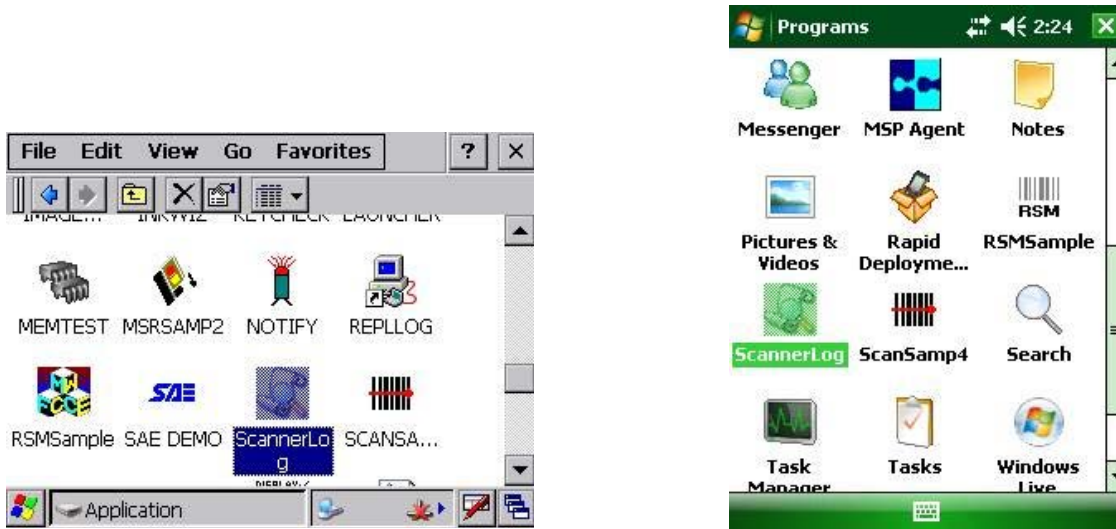 File Edit View Go Favorites ? ×
MEMTEST MSRSAMP2 NOTIFY REPLLOG
SAE
RSMSample SAE DEMO ScannerLo
g SCANSA...
Application
Programs 2:24
Messenger MSP Agent Notes
RSM
Pictures &
Videos Rapid
Deployme... RSMSample
ScannerLog ScanSamp4 Search
Task
Manager Tasks Windows
Live